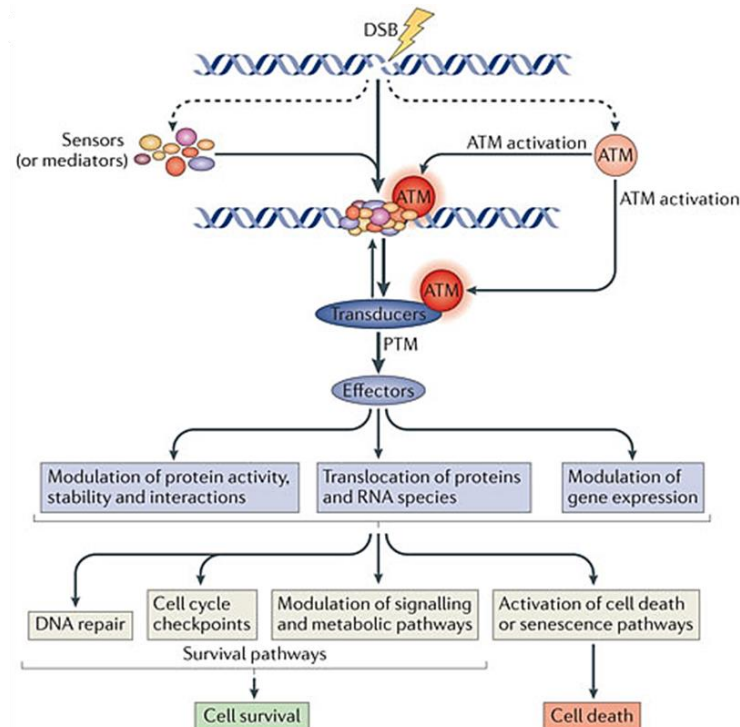 DSB
Sensors
(or mediators)
ATM activation
ATM
ATM activation
ATM
ATM
Transducers
PTM
Effectors
Modulation of protein activity,
stability and interactions
Translocation of proteins
and RNA species
Modulation of
gene expression
DNA repair
Cell cycle
checkpoints
Modulation of signalling
and metabolic pathways
Activation of cell death
or senescence pathways
Survival pathways
Cell survival
Cell death